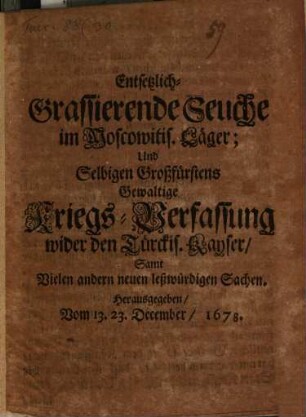 59
Entsetzlich-
Grassierende Seuche
im Moscowitis. Läger;
Und
Selbigen Großfürstens
Gewaltige
Kriegs-Verfassung
wider den Türckis. Kayser/
Samt
Vielen andern neuen leßwürdigen Sachen.
Herausgegeben/
Vom 13. 23. December/ 1678.